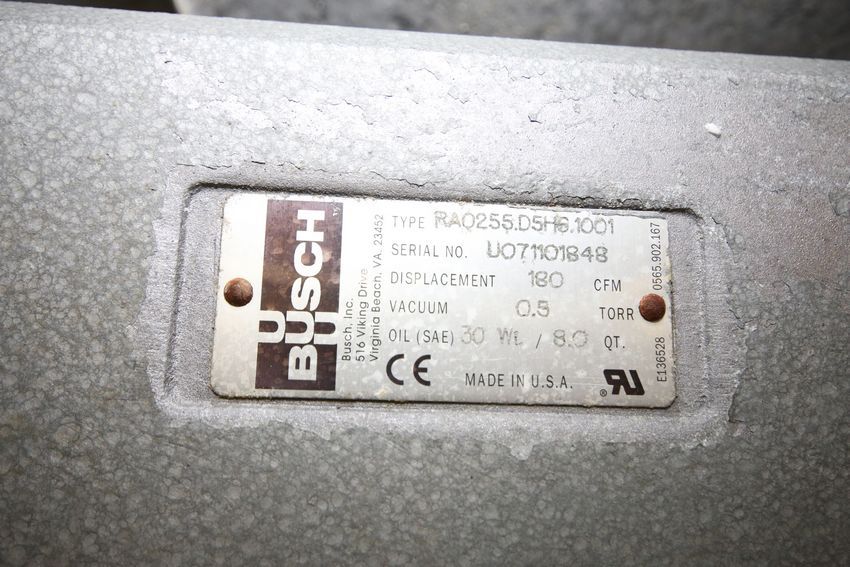 BUSCH
Busch, Inc.
516 Viking Drive
Virginia Beach, VA. 23452
TYPE RA0255.D5H6.1001
SERIAL NO. U071101848
DISPLACEMENT 180 CFM
VACUUM 0.5 TORR
OIL (SAE) 30 Wt. / 8.0 QT.
CE MADE IN U.S.A. ® RU
0565.902.167
E136528